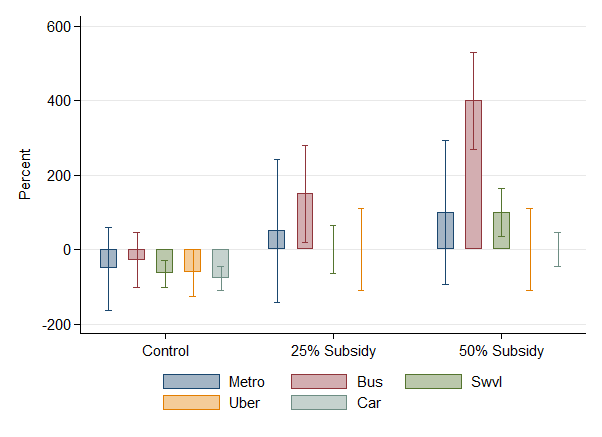 600
400
200
0
-200
Percent
Control 25% Subsidy 50% Subsidy
Metro Bus Swvl
Uber Car